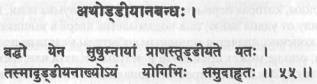 अथोड्डीयानबन्धः ।
बद्धो येन सुषुम्नायां प्राणस्तूड्डीयते यतः ।
तस्मादुड्डीयनाख्योऽयं योगिभिः समुदाहृतः ॥ ५५ ॥